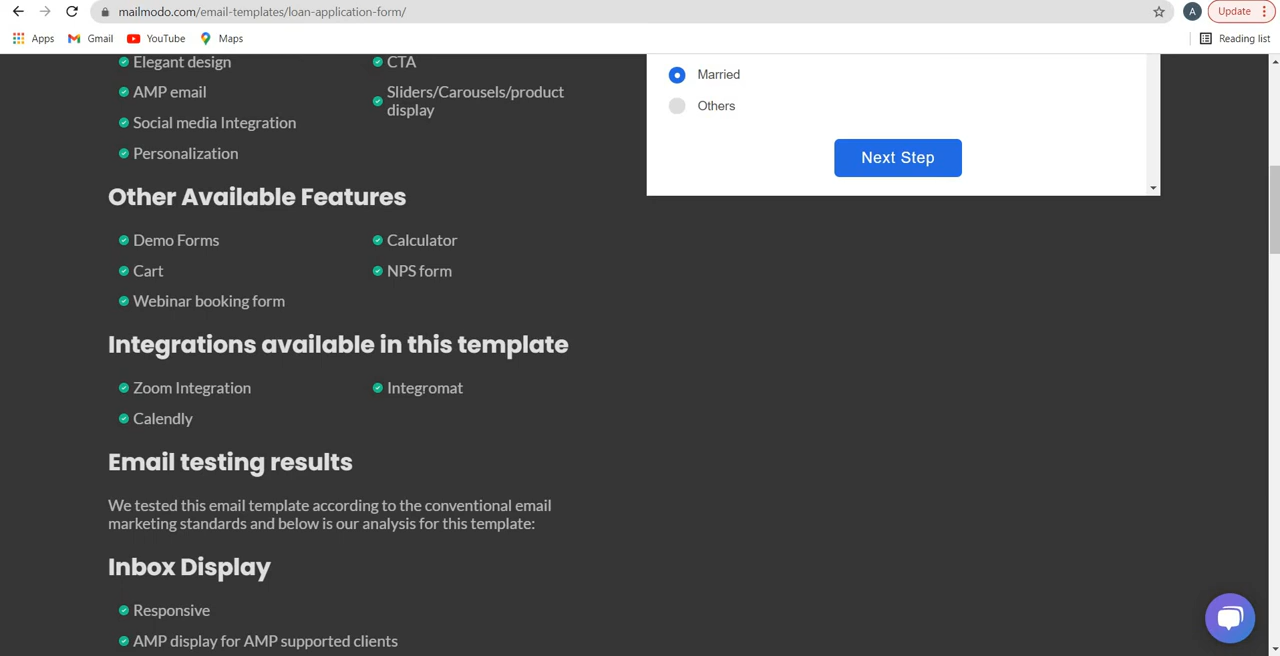 mailmodo.com/email-templates/loan-application-form/
A
Update
Apps
Gmail
YouTube
Maps
Reading list
Elegant design
CTA
AMP email
Sliders/Carousels/product
display
Social media Integration
Personalization
Other Available Features
Demo Forms
Calculator
Cart
NPS form
Webinar booking form
Integrations available in this template
Zoom Integration
Integromat
Calendly
Email testing results
We tested this email template according to the conventional email
marketing standards and below is our analysis for this template:
Inbox Display
Responsive
AMP display for AMP supported clients
Married
Others
Next Step